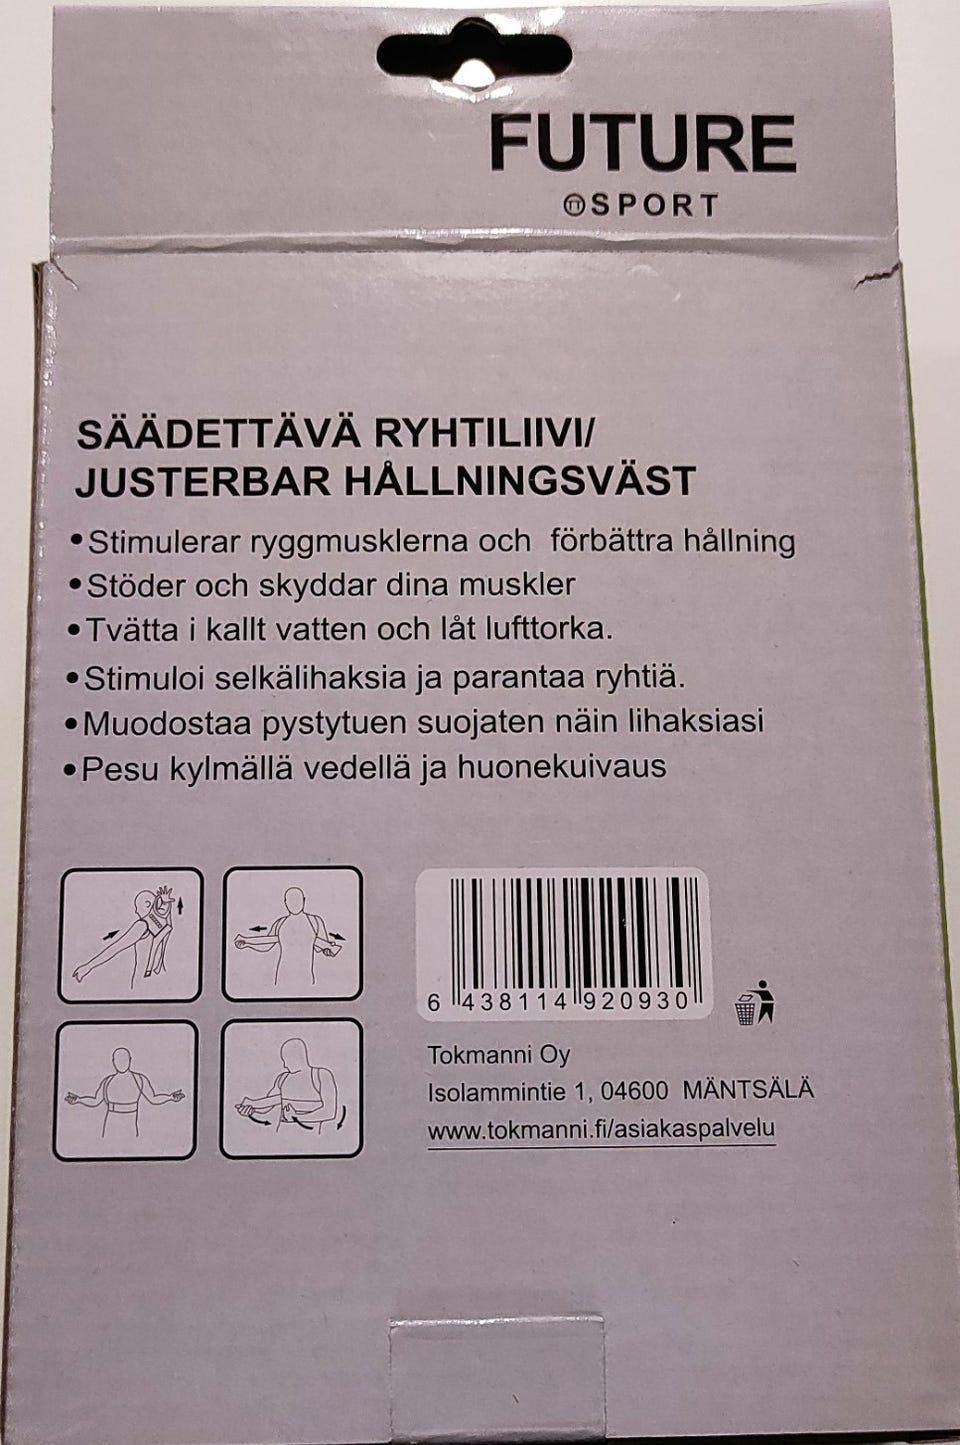 FUTURE
SPORT
SÄÄDETTÄVÄ RYHTILIIVI/
JUSTERBAR HÅLLNINGSVÄST
•Stimulerar ryggmusklerna och förbättra hållning
•Stöder och skyddar dina muskler
•Tvätta i kallt vatten och låt lufttorka.
•Stimuloi selkälihaksia ja parantaa ryhtiä.
•Muodostaa pystytuen suojaten näin lihaksiasi
•Pesu kylmällä vedellä ja huonekuivaus
6 438114 920930
Tokmanni Oy
Isolammintie 1, 04600 MÄNTSÄLÄ
www.tokmanni.fi/asiakaspalvelu